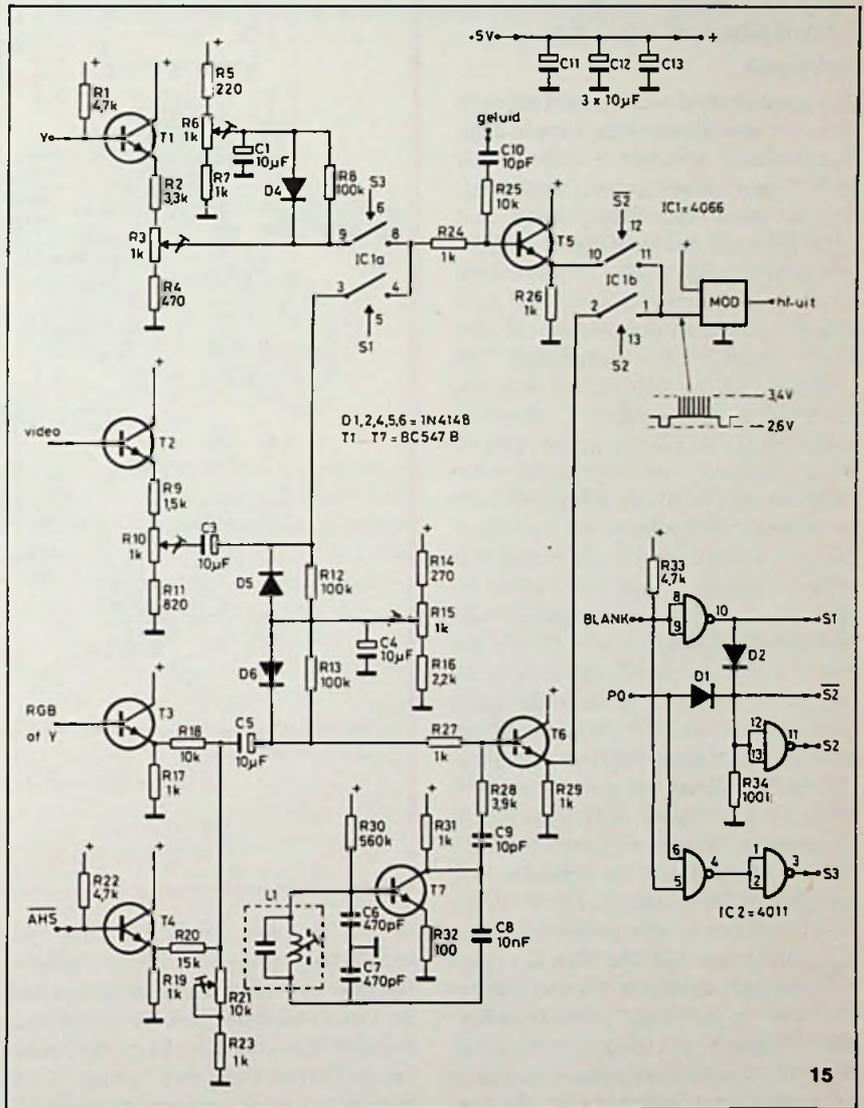 +5V
+
C11
C12
C13
3 x 10µF
R1
4,7k
Y
T1
R2
3,3k
R3
1k
R4
470
R5
220
R6
1k
R7
1k
C1
10µF
D4
R8
100k
S3
6
9
8
IC1a
3
4
5
S1
geluid
C10
10pF
R25
10k
R24
1k
T5
R26
1k
S2
12
10
11
IC1b
2
1
13
S2
IC1=4066
+
MOD
hf-uit
3,4V
2,6V
D1,2,4,5,6 = 1N4148
T1 T7 = BC547 B
video
T2
R9
1,5k
R10
1k
R11
820
C3
10µF
D5
D6
R12
100k
R13
100k
C4
10µF
R14
270
R15
1k
R16
2,2k
RGB
of Y
T3
R18
10k
R17
1k
C5
10µF
R27
1k
T6
R28
3,9k
R29
1k
C9
10pF
C8
10nF
R22
4,7k
AHS
T4
R20
15k
R19
1k
R21
10k
R23
1k
L1
R30
560k
C6
470pF
C7
470pF
R31
1k
T7
R32
100
R33
4,7k
BLANK
8
9
10
S1
D2
PO
D1
S2
12
13
11
S2
R34
6
5
4
1
2
3
S3
IC2=4011
15